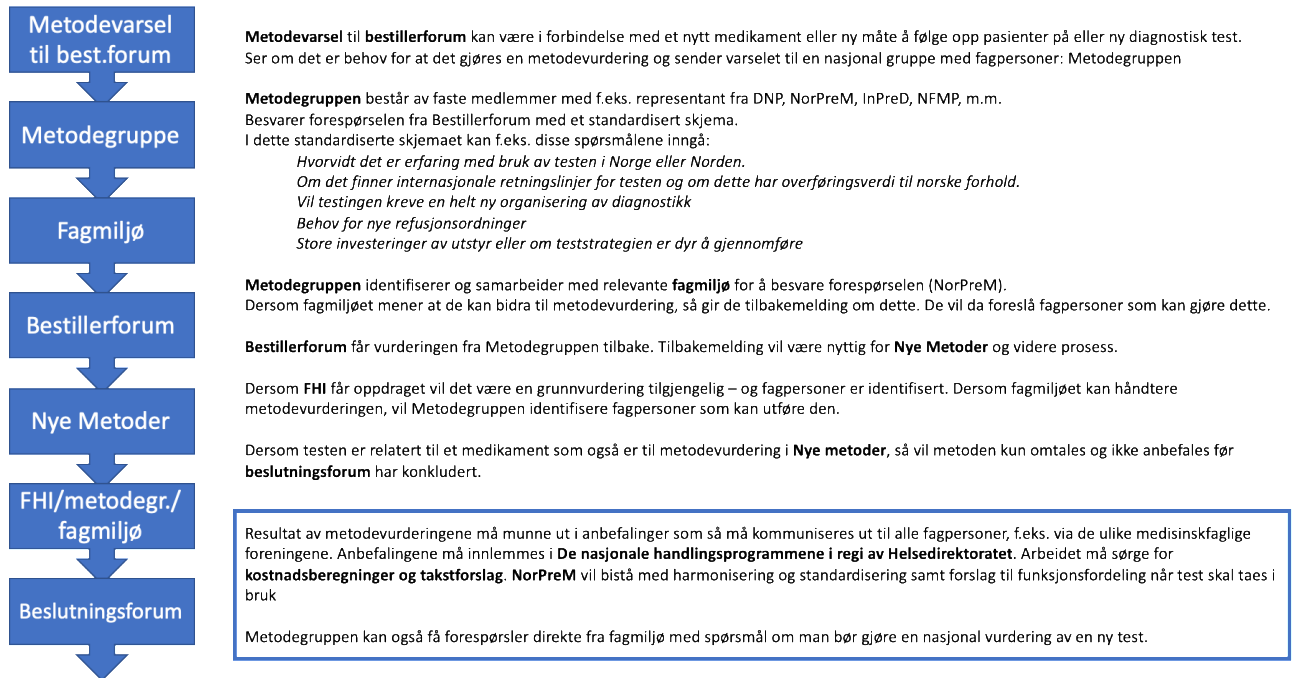 Metodevarsel
til best.forum
Metodegruppe
Fagmiljø
Bestillerforum
Nye Metoder
FHI/metodegr./
fagmiljø
Beslutningsforum
Metodevarsel til bestillerforum kan være i forbindelse med et nytt medikament eller ny måte å følge opp pasienter på eller ny diagnostisk test.
Ser om det er behov for at det gjøres en metodevurdering og sender varselet til en nasjonal gruppe med fagpersoner: Metodegruppen
Metodegruppen består av faste medlemmer med f.eks. representant fra DNP, NorPreM, InPreD, NFMP, m.m.
Besvarer forespørselen fra Bestillerforum med et standardisert skjema.
I dette standardiserte skjemaet kan f.eks. disse spørsmålene inngå:
Hvorvidt det er erfaring med bruk av testen i Norge eller Norden.
Om det finner internasjonale retningslinjer for testen og om dette har overføringsverdi til norske forhold.
Vil testingen kreve en helt ny organisering av diagnostikk
Behov for nye refusjonsordninger
Store investeringer av utstyr eller om teststrategien er dyr å gjennomføre
Metodegruppen identifiserer og samarbeider med relevante fagmiljø for å besvare forespørselen (NorPreM).
Dersom fagmiljøet mener at de kan bidra til metodevurdering, så gir de tilbakemelding om dette. De vil da foreslå fagpersoner som kan gjøre dette.
Bestillerforum får vurderingen fra Metodegruppen tilbake. Tilbakemelding vil være nyttig for Nye Metoder og videre prosess.
Dersom FHI får oppdraget vil det være en grunnvurdering tilgjengelig – og fagpersoner er identifisert. Dersom fagmiljøet kan håndtere
metodevurderingen, vil Metodegruppen identifisere fagpersoner som kan utføre den.
Dersom testen er relatert til et medikament som også er til metodevurdering i Nye metoder, så vil metoden kun omtales og ikke anbefales før
beslutningsforum har konkludert.
Resultat av metodevurderingene må munne ut i anbefalinger som så må kommuniseres ut til alle fagpersoner, f.eks. via de ulike medisinskfaglige
foreningene. Anbefalingene må innlemmes i De nasjonale handlingsprogrammene i regi av Helsedirektoratet. Arbeidet må sørge for
kostnadsberegninger og takstforslag. NorPreM vil bistå med harmonisering og standardisering samt forslag til funksjonsfordeling når test skal taes i
bruk
Metodegruppen kan også få forespørsler direkte fra fagmiljø med spørsmål om man bør gjøre en nasjonal vurdering av en ny test.